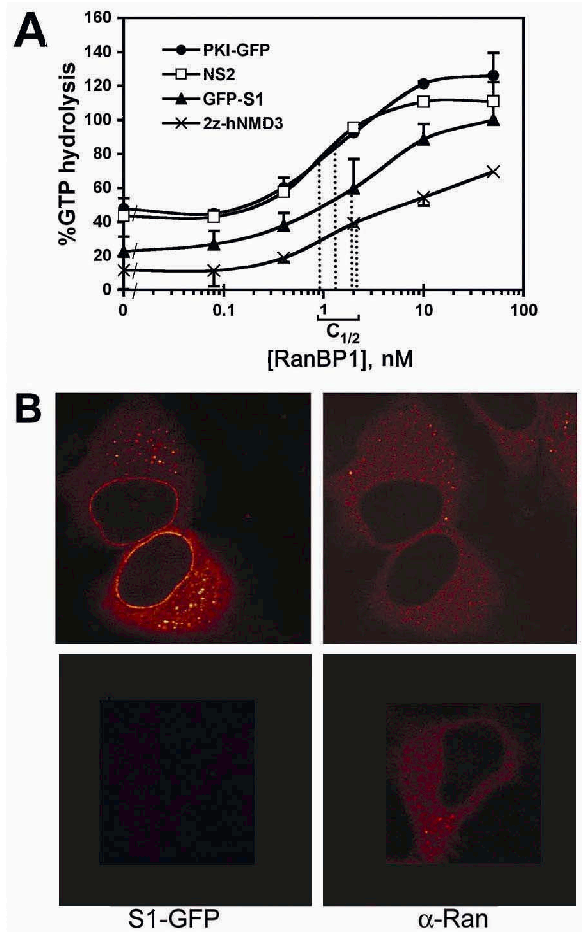 A
160
140
120
100
80
60
40
20
0
%GTP hydrolysis
PKI-GFP
NS2
GFP-S1
2z-hNMD3
0 0.1 1 10 100
C1/2
[RanBP1], nM
B
S1-GFP α-Ran